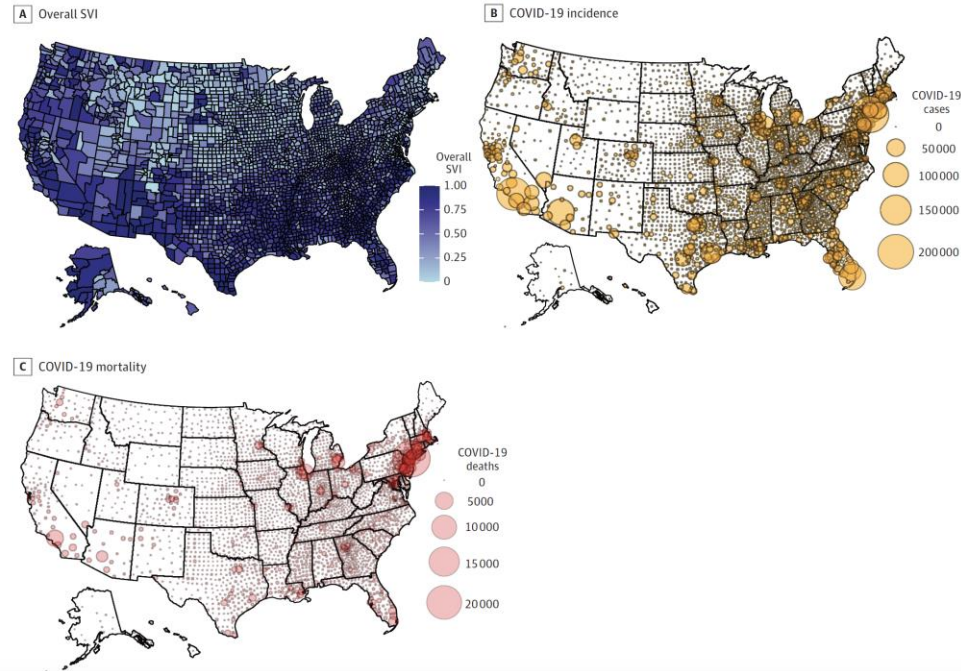 A Overall SVI
Overall
SVI
1.00
0.75
0.50
0.25
0
B COVID-19 incidence
COVID-19
cases
0
50 000
100 000
150 000
200 000
C COVID-19 mortality
COVID-19
deaths
0
5000
10 000
15 000
20 000